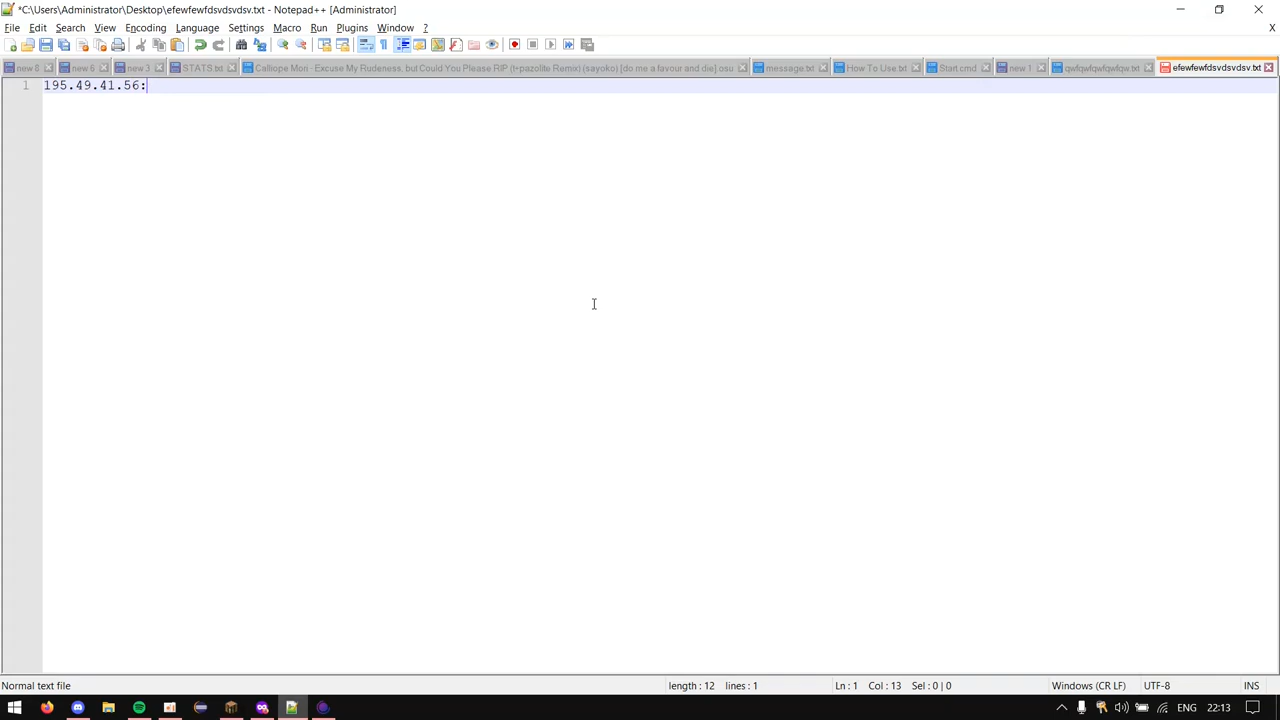 *C:\Users\Administrator\Desktop\efewfewfdsvdsvdsv.txt - Notepad++ [Administrator]
File Edit Search View Encoding Language Settings Macro Run Plugins Window ? X
new 8 new 6 new 3 STATS.txt Calliope Mori - Excuse My Rudeness, but Could You Please RIP (t+pazolite Remix) (sayoko) [do me a favour and die].osu message.txt How To Use.txt Start.cmd new 1 qwfqwfqwfqwfqw.txt efewfewfdsvdsvdsv.txt
1 195.49.41.56:
Normal text file length : 12 lines : 1 Ln : 1 Col : 13 Sel : 0 | 0 Windows (CR LF) UTF-8 INS
ENG 22:13